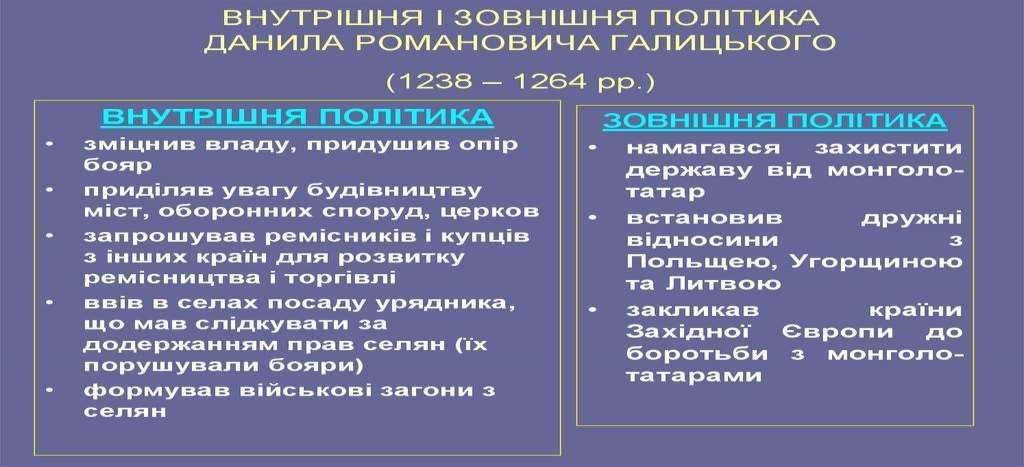 ВНУТРІШНЯ І ЗОВНІШНЯ ПОЛІТИКА
ДАНИЛА РОМАНОВИЧА ГАЛИЦЬКОГО
(1238 – 1264 рр.)
ВНУТРІШНЯ ПОЛІТИКА
• зміцнив владу, придушив опір
бояр
• приділяв увагу будівництву
міст, оборонних споруд, церков
• запрошував ремісників і купців
з інших країн для розвитку
ремісництва і торгівлі
• ввів в селах посаду урядника,
що мав слідкувати за
додержанням прав селян (їх
порушували бояри)
• формував військові загони з
селян
ЗОВНІШНЯ ПОЛІТИКА
• намагався захистити
державу від монголо-
татар
• встановив дружні
відносини з
Польщею, Угорщиною
та Литвою
• закликав країни
Західної Європи до
боротьби з монголо-
татарами